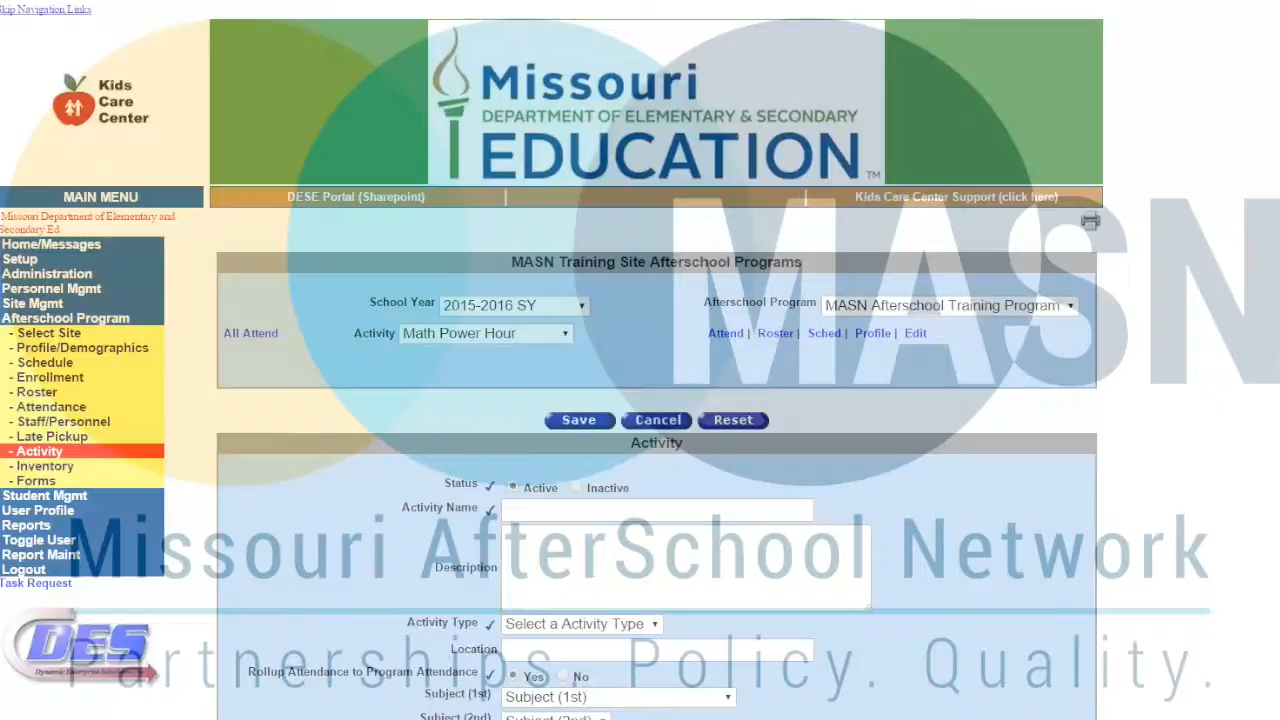 Skip Navigation Links
Kids
Care
Center
Missouri
DEPARTMENT OF ELEMENTARY & SECONDARY
EDUCATION™
MAIN MENU
DESE Portal (Sharepoint) | | Kids Care Center Support (click here)
Missouri Department of Elementary and
Secondary Ed
Home/Messages
Setup
Administration
Personnel Mgmt
Site Mgmt
Afterschool Program
- Select Site
- Profile/Demographics
- Schedule
- Enrollment
- Roster
- Attendance
- Staff/Personnel
- Late Pickup
- Activity
- Inventory
- Forms
Student Mgmt
User Profile
Reports
Toggle User
Report Maint
Logout
Task Request
DES
MASN Training Site Afterschool Programs
School Year 2015-2016 SY Afterschool Program MASN Afterschool Training Program
All Attend Activity Math Power Hour Attend | Roster | Sched | Profile | Edit
Save Cancel Reset
Activity
Status Active Inactive
Activity Name
Description
Activity Type Select a Activity Type
Location
Rollup Attendance to Program Attendance Yes No
Subject (1st) Subject (1st)
Subject (2nd) Subject (2nd)
MASN
Missouri AfterSchool Network
Partnerships. Policy. Quality.